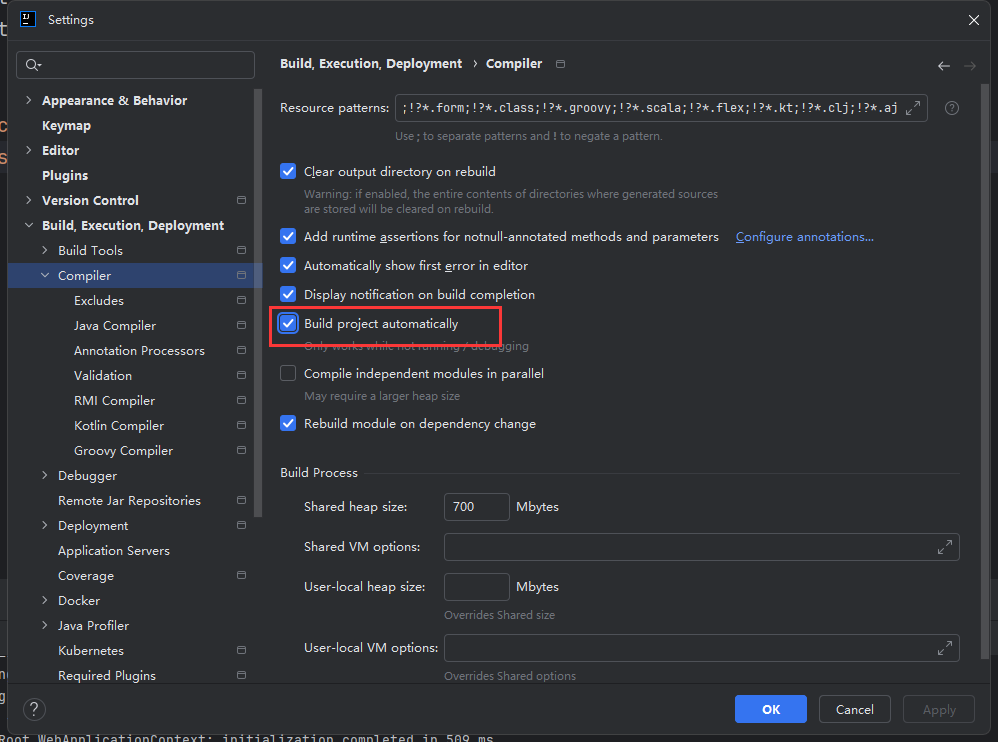 Settings
Appearance & Behavior
Keymap
Editor
Plugins
Version Control
Build, Execution, Deployment
Build Tools
Compiler
Excludes
Java Compiler
Annotation Processors
Validation
RMI Compiler
Kotlin Compiler
Groovy Compiler
Debugger
Remote Jar Repositories
Deployment
Application Servers
Coverage
Docker
Java Profiler
Kubernetes
Required Plugins
Build, Execution, Deployment › Compiler
Resource patterns: ;!?*.form;!?*.class;!?*.groovy;!?*.scala;!?*.flex;!?*.kt;!?*.clj;!?*.aj
Use ; to separate patterns and ! to negate a pattern.
Clear output directory on rebuild
Warning: if enabled, the entire contents of directories where generated sources
are stored will be cleared on rebuild.
Add runtime assertions for notnull-annotated methods and parameters Configure annotations...
Automatically show first error in editor
Display notification on build completion
Build project automatically
Only works while not running / debugging
Compile independent modules in parallel
May require a larger heap size
Rebuild module on dependency change
Build Process
Shared heap size: 700 Mbytes
Shared VM options:
User-local heap size: Mbytes
Overrides Shared size
User-local VM options:
Overrides Shared options
? OK Cancel Apply
Root WebApplicationContext: initialization completed in 509 ms